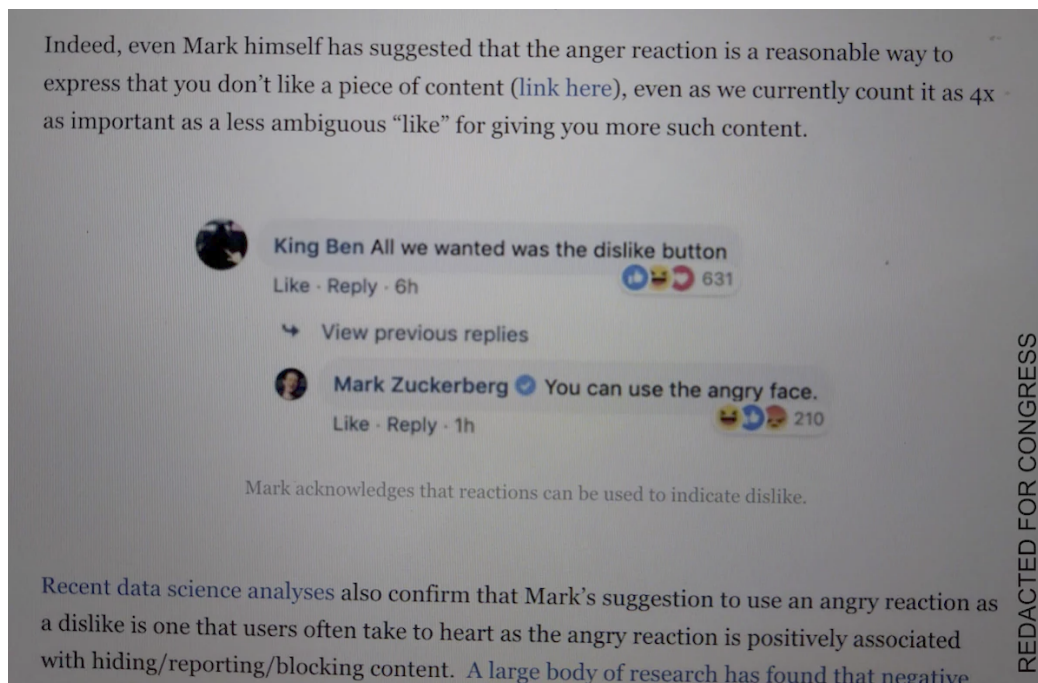 Indeed, even Mark himself has suggested that the anger reaction is a reasonable way to
express that you don’t like a piece of content (link here), even as we currently count it as 4x
as important as a less ambiguous “like” for giving you more such content.
King Ben All we wanted was the dislike button
Like · Reply · 6h
631
View previous replies
Mark Zuckerberg You can use the angry face.
Like · Reply · 1h
210
Mark acknowledges that reactions can be used to indicate dislike.
Recent data science analyses also confirm that Mark’s suggestion to use an angry reaction as
a dislike is one that users often take to heart as the angry reaction is positively associated
with hiding/reporting/blocking content. A large body of research has found that negative
REDACTED FOR CONGRESS